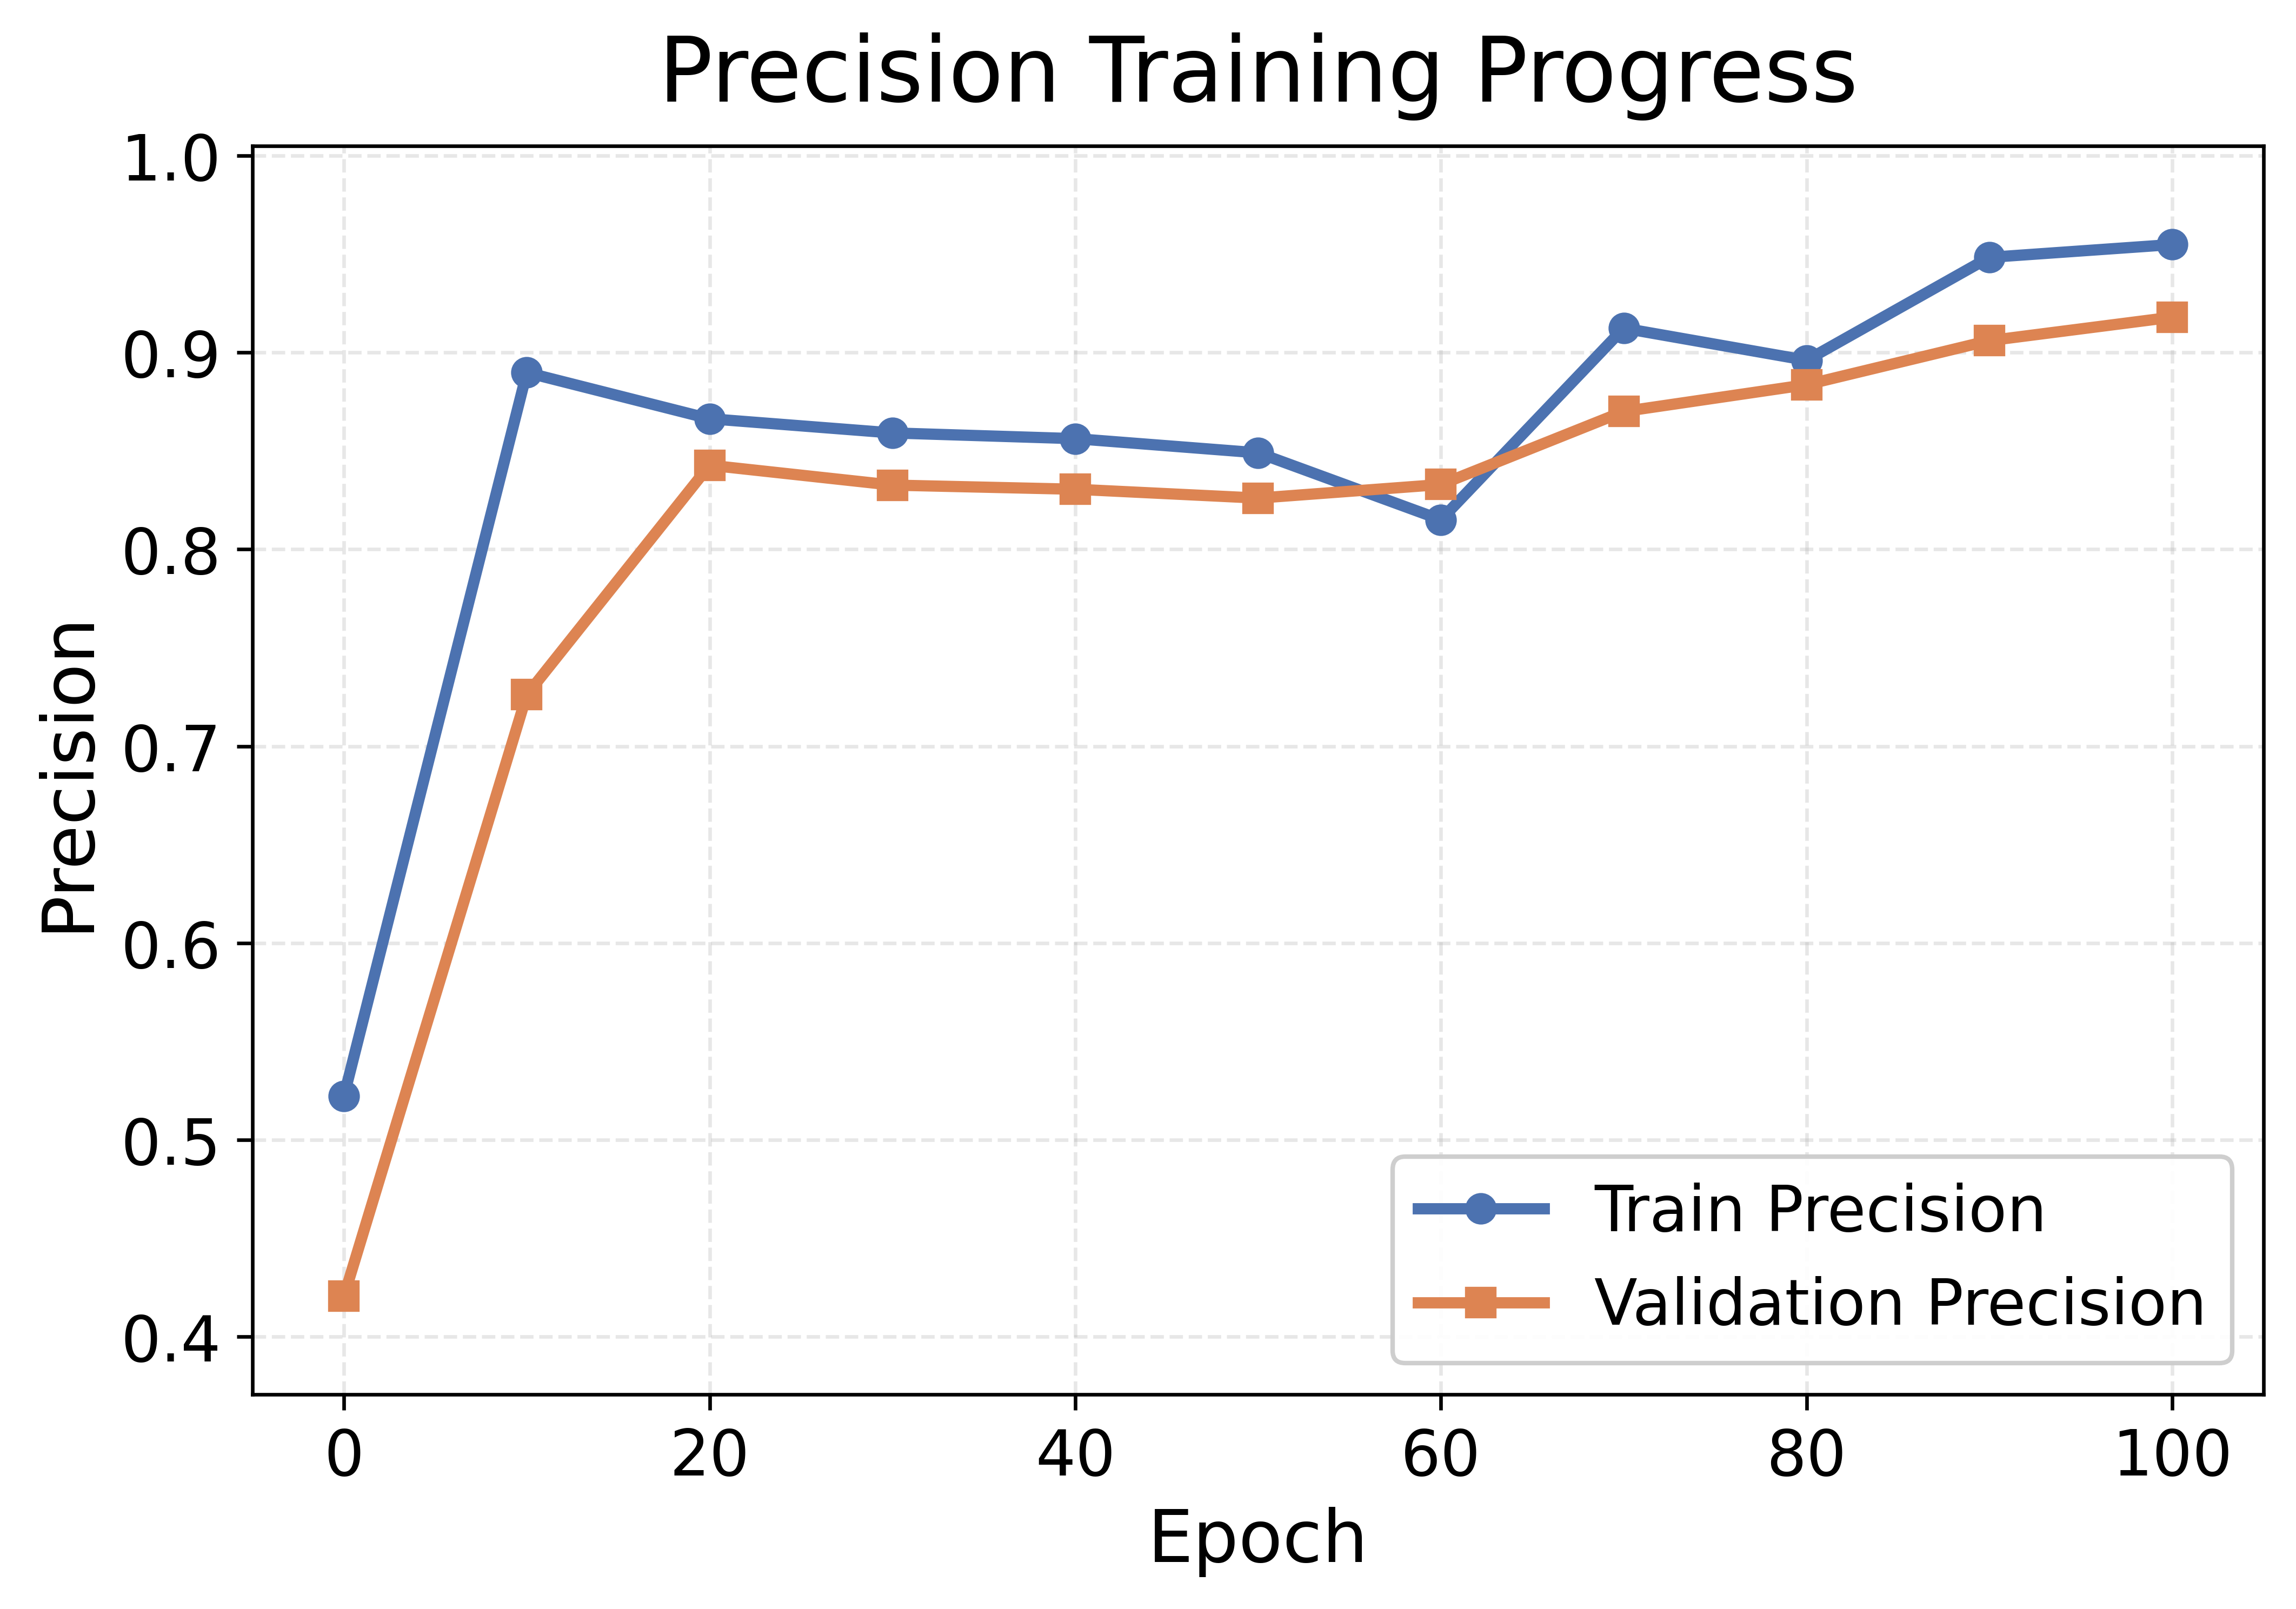 Precision Training Progress
1.0
0.9
0.8
0.7
0.6
0.5
0.4
Precision
Train Precision
Validation Precision
0 20 40 60 80 100
Epoch